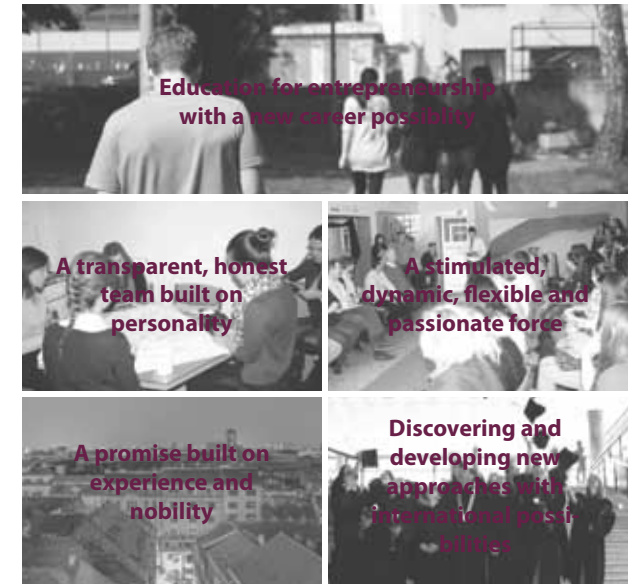 Education for entrepreneurship
with a new career possiblity
A transparent, honest
team built on
personality
A stimulated,
dynamic, flexible and
passionate force
A promise built on
experience and
nobility
Discovering and
developing new
approaches with
international possi-
bilities